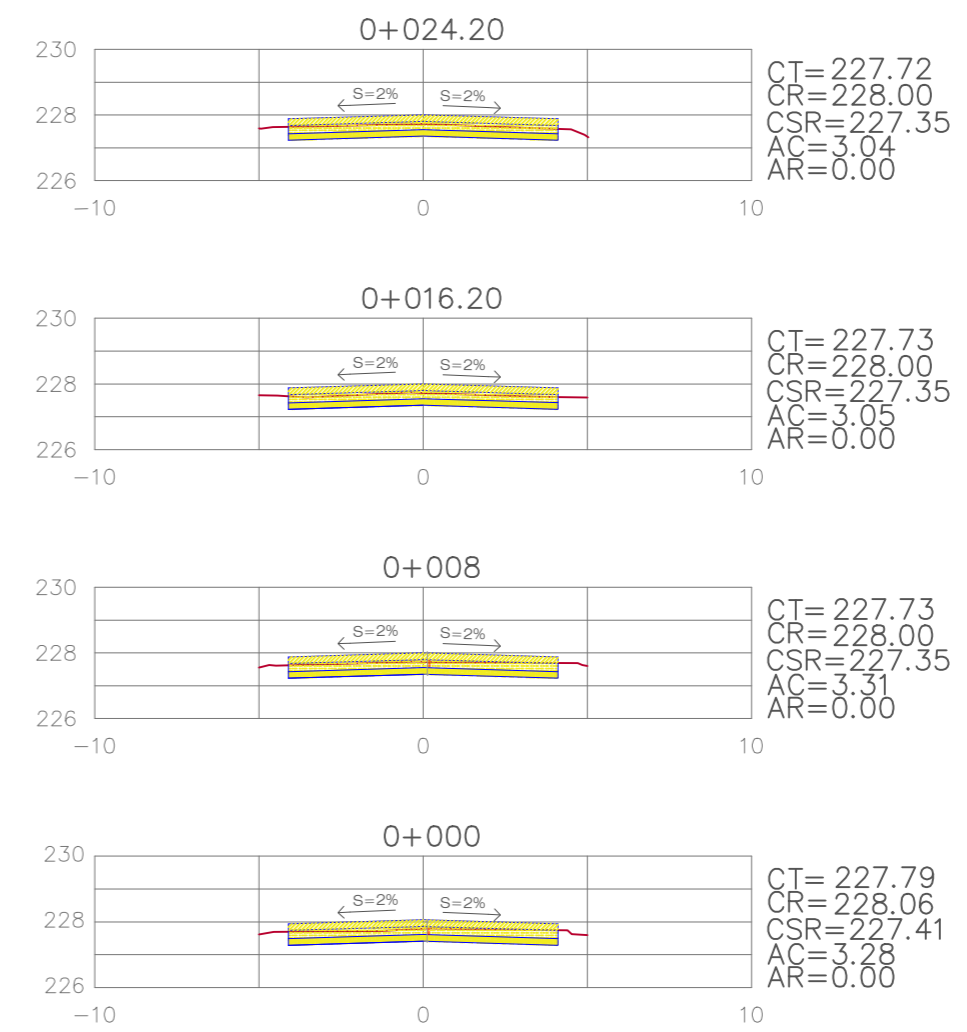 0+024.20
230
228
226
S=2% S=2%
-10 0 10
CT= 227.72
CR=228.00
CSR=227.35
AC=3.04
AR=0.00
0+016.20
230
228
226
S=2% S=2%
-10 0 10
CT= 227.73
CR=228.00
CSR=227.35
AC=3.05
AR=0.00
0+008
230
228
226
S=2% S=2%
-10 0 10
CT= 227.73
CR=228.00
CSR=227.35
AC=3.31
AR=0.00
0+000
230
228
226
S=2% S=2%
-10 0 10
CT= 227.79
CR= 228.06
CSR=227.41
AC=3.28
AR=0.00